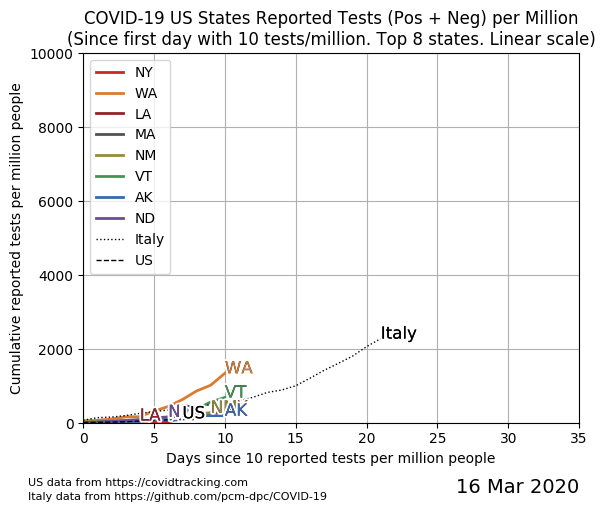 COVID-19 US States Reported Tests (Pos + Neg) per Million
(Since first day with 10 tests/million. Top 8 states. Linear scale)
Cumulative reported tests per million people
10000
8000
6000
4000
2000
0
NY
WA
LA
MA
NM
VT
AK
ND
Italy
US
Italy
WA
VT
AK
US
LA
0 5 10 15 20 25 30 35
Days since 10 reported tests per million people
US data from https://covidtracking.com
Italy data from https://github.com/pcm-dpc/COVID-19
16 Mar 2020